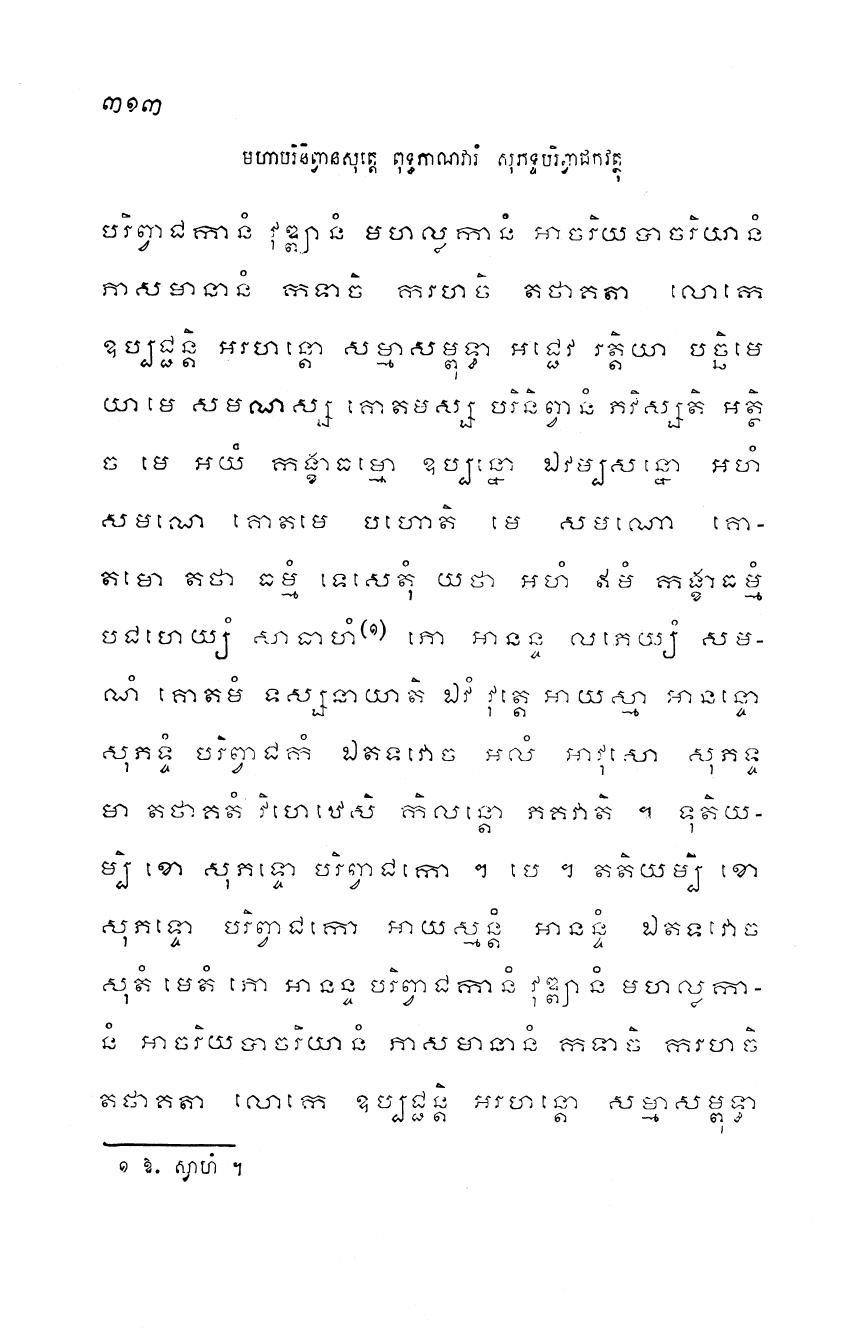 ៣១៣
មហាបរិនិព្វានសុត្តេ ពុទ្ធភាណវារំ សុភទ្ទបរិព្វាជកវត្ថុ
បរិព្វាជកានំ វុឌ្ឍានំ មហល្លកានំ អាចរិយបាចរិយានំ
ភាសមានានំ កទាចិ ករហចិ តថាគតា លោកេ
ឧប្បជ្ជន្តិ អរហន្តោ សម្មាសម្ពុទ្ធា អជ្ជេវ រត្តិយា បច្ឆិមេ
យាមេ សមណស្ស គោតមស្ស បរិនិព្វានំ ភវិស្សតិ អត្ថិ
ច មេ អយំ កង្ខាធម្មោ ឧប្បន្នោ ឯវម្បសន្នោ អហំ
សមណេ គោតមេ បហោតិ មេ សមណោ គោ-
តមោ តថា ធម្មំ ទេសេតុំ យថា អហំ ឥមំ កង្ខាធម្មំ
បជហេយ្យំ សានាហំ(១) ភោ អានន្ទ លភេយ្យំ សម-
ណំ គោតមំ ទស្សនាយាតិ ឯវំ វុត្តេ អាយស្មា អានន្ទោ
សុភទ្ទំ បរិព្វាជកំ ឯតទវោច អលំ អាវុសោ សុភទ្ទ
មា តថាគតំ វិហេឋេសិ កិលន្តោ ភគវាតិ ។ ទុតិយ-
ម្បិ ខោ សុភទ្ទោ បរិព្វាជកោ ។ បេ ។ តតិយម្បិ ខោ
សុភទ្ទោ បរិព្វាជកោ អាយស្មន្តំ អានន្ទំ ឯតទវោច
សុតំ មេតំ ភោ អានន្ទ បរិព្វាជកានំ វុឌ្ឍានំ មហល្លកា-
នំ អាចរិយបាចរិយានំ ភាសមានានំ កទាចិ ករហចិ
តថាគតា លោកេ ឧប្បជ្ជន្តិ អរហន្តោ សម្មាសម្ពុទ្ធា
១ ឱ. ស្វាហំ ។